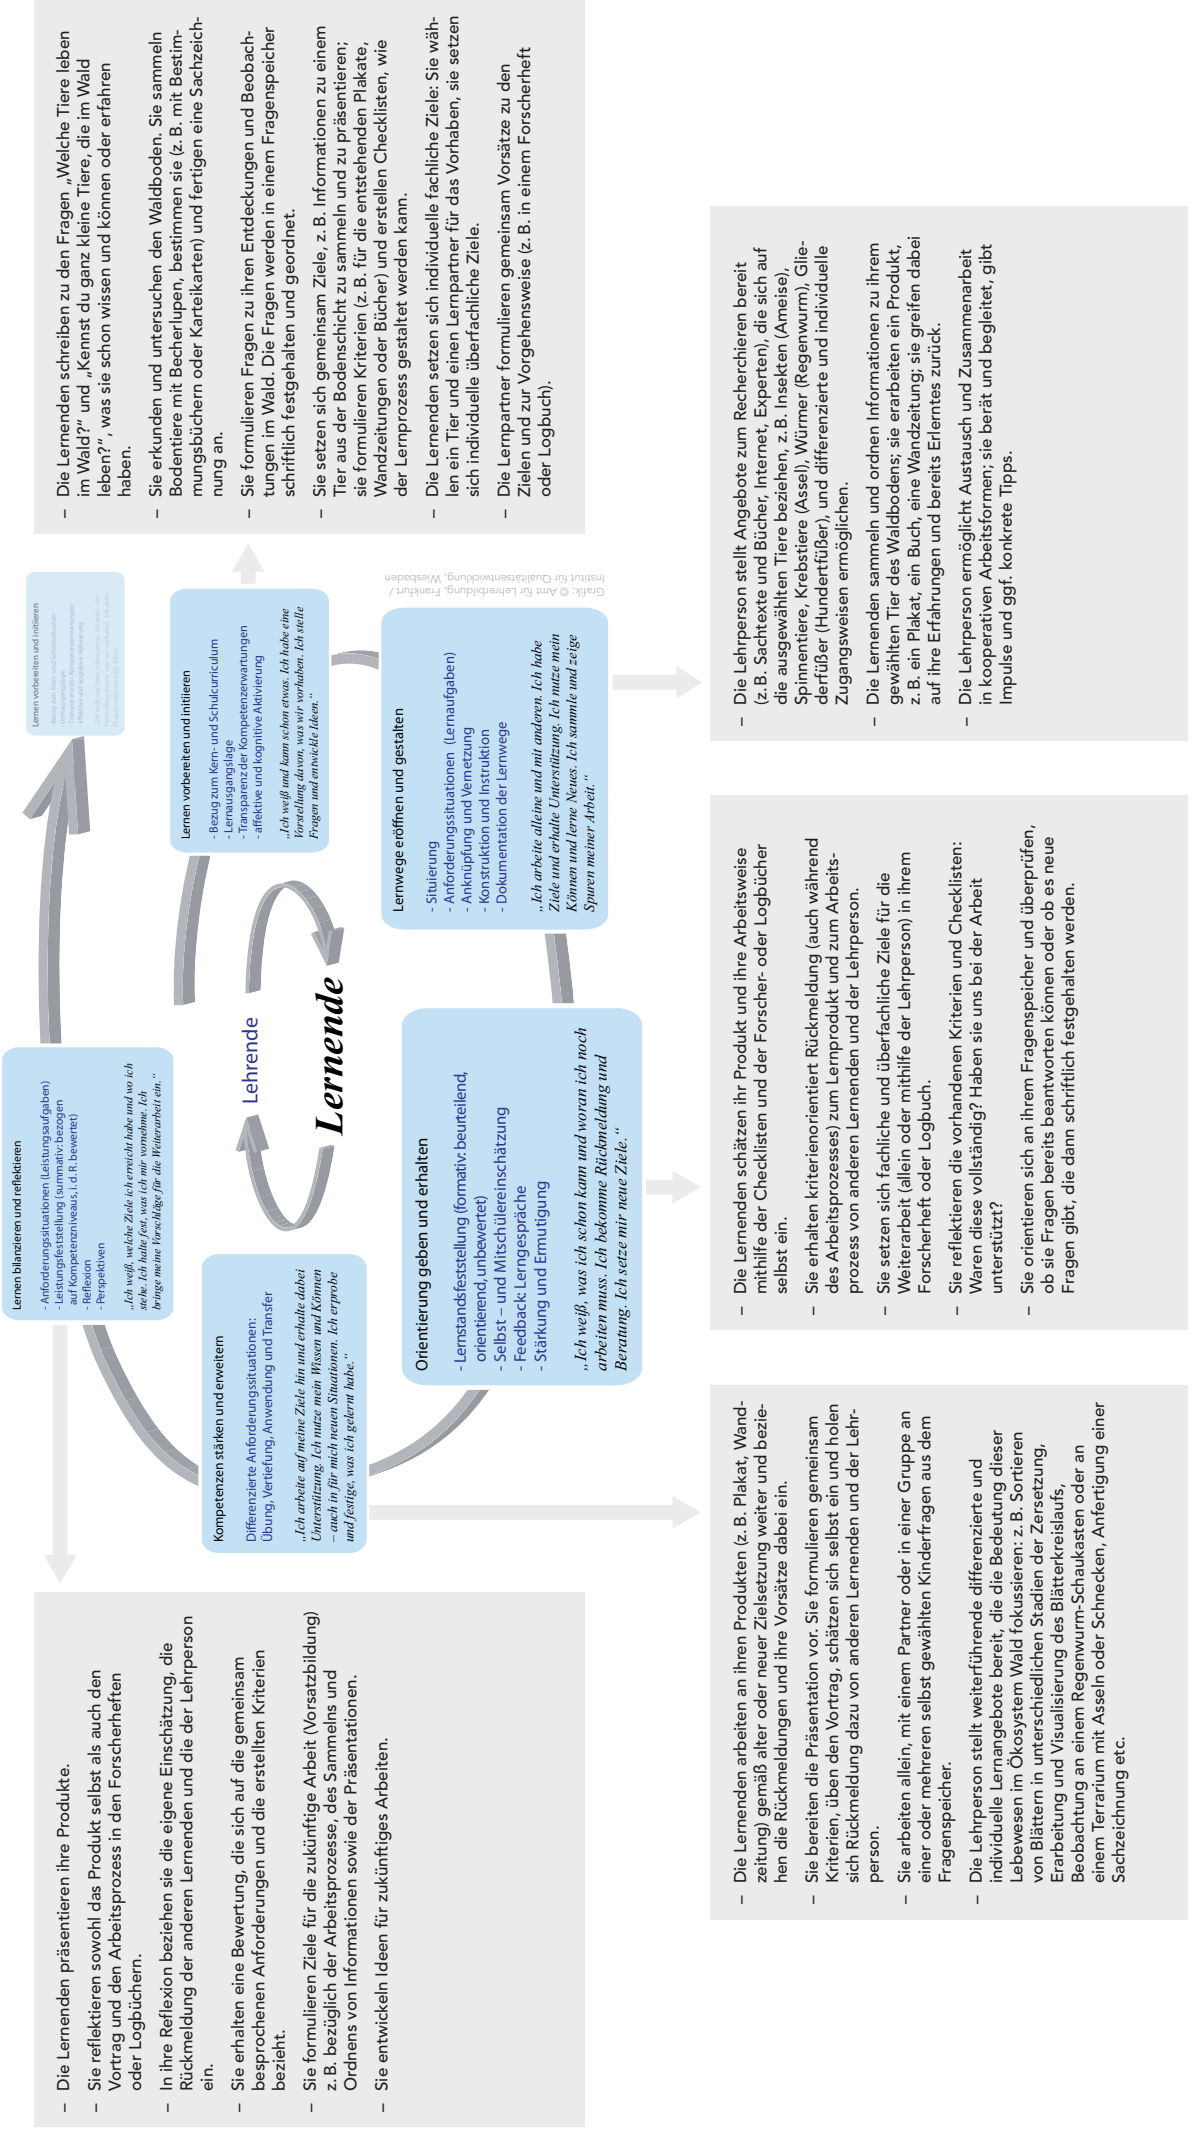 – Die Lernenden präsentieren ihre Produkte.
– Sie reflektieren sowohl das Produkt selbst als auch den
Vortrag und den Arbeitsprozess in den Forscherheften
oder Logbüchern.
– In ihre Reflexion beziehen sie die eigene Einschätzung, die
Rückmeldung der anderen Lernenden und die der Lehrperson
ein.
– Sie erhalten eine Bewertung, die sich auf die gemeinsam
besprochenen Anforderungen und die erstellten Kriterien
bezieht.
– Sie formulieren Ziele für die zukünftige Arbeit (Vorsatzbildung)
z. B. bezüglich der Arbeitsprozesse, des Sammelns und
Ordnens von Informationen sowie der Präsentationen.
– Sie entwickeln Ideen für zukünftiges Arbeiten.
Lernen bilanzieren und reflektieren
- Anforderungssituationen (Leistungsaufgaben)
- Leistungsfeststellung (summativ: bezogen
auf Kompetenzniveaus, i. d. R. bewertet)
- Reflexion
- Perspektiven
„Ich weiß, welche Ziele ich erreicht habe und wo ich
stehe. Ich halte fest, was ich mir vornehme. Ich
bringe meine Vorschläge für die Weiterarbeit ein.“
Lernen vorbereiten und initiieren
- Bezug zum Kern- und Schulcurriculum
- Lernausgangslage
- Transparenz der Kompetenzerwartungen
- affektive und kognitive Aktivierung
Lernen vorbereiten und initiieren
- Bezug zum Kern- und Schulcurriculum
- Lernausgangslage
- Transparenz der Kompetenzerwartungen
- affektive und kognitive Aktivierung
„Ich weiß und kann schon etwas. Ich habe eine
Vorstellung davon, was wir vorhaben. Ich stelle
Fragen und entwickle Ideen.“
Lehrende
Lernende
Kompetenzen stärken und erweitern
Differenzierte Anforderungssituationen:
Übung, Vertiefung, Anwendung und Transfer
„Ich arbeite auf meine Ziele hin und erhalte dabei
Unterstützung. Ich nutze mein Wissen und Können
– auch in für mich neuen Situationen. Ich erprobe
und festige, was ich gelernt habe.“
Orientierung geben und erhalten
- Lernstandsfeststellung (formativ: beurteilend,
orientierend, unbewertet)
- Selbst – und Mitschülereinschätzung
- Feedback: Lerngespräche
- Stärkung und Ermutigung
„Ich weiß, was ich schon kann und woran ich noch
arbeiten muss. Ich bekomme Rückmeldung und
Beratung. Ich setze mir neue Ziele.“
Lernwege eröffnen und gestalten
- Situierung
- Anforderungssituationen (Lernaufgaben)
- Anknüpfung und Vernetzung
- Konstruktion und Instruktion
- Dokumentation der Lernwege
„Ich arbeite alleine und mit anderen. Ich habe
Ziele und erhalte Unterstützung. Ich nutze mein
Können und lerne Neues. Ich sammle und zeige
Spuren meiner Arbeit.“
Grafik: © Amt für Lehrerbildung, Frankfurt /
Institut für Qualitätsentwicklung, Wiesbaden
– Die Lernenden schreiben zu den Fragen „Welche Tiere leben
im Wald?“ und „Kennst du ganz kleine Tiere, die im Wald
leben?“, was sie schon wissen und können oder erfahren
haben.
– Sie erkunden und untersuchen den Waldboden. Sie sammeln
Bodentiere mit Becherlupen, bestimmen sie (z. B. mit Bestim-
mungsbüchern oder Karteikarten) und fertigen eine Sachzeich-
nung an.
– Sie formulieren Fragen zu ihren Entdeckungen und Beobach-
tungen im Wald. Die Fragen werden in einem Fragenspeicher
schriftlich festgehalten und geordnet.
– Sie setzen sich gemeinsam Ziele, z. B. Informationen zu einem
Tier aus der Bodenschicht zu sammeln und zu präsentieren;
sie formulieren Kriterien (z. B. für die entstehenden Plakate,
Wandzeitungen oder Bücher) und erstellen Checklisten, wie
der Lernprozess gestaltet werden kann.
– Die Lernenden setzen sich individuelle fachliche Ziele: Sie wäh-
len ein Tier und einen Lernpartner für das Vorhaben, sie setzen
sich individuelle überfachliche Ziele.
– Die Lernpartner formulieren gemeinsam Vorsätze zu den
Zielen und zur Vorgehensweise (z. B. in einem Forscherheft
oder Logbuch).
– Die Lernenden arbeiten an ihren Produkten (z. B. Plakat, Wand-
zeitung) gemäß alter oder neuer Zielsetzung weiter und bezie-
hen die Rückmeldungen und ihre Vorsätze dabei ein.
– Sie bereiten die Präsentation vor. Sie formulieren gemeinsam
Kriterien, üben den Vortrag, schätzen sich selbst ein und holen
sich Rückmeldung dazu von anderen Lernenden und der Lehr-
person.
– Sie arbeiten allein, mit einem Partner oder in einer Gruppe an
einer oder mehreren selbst gewählten Kinderfragen aus dem
Fragenspeicher.
– Die Lehrperson stellt weiterführende differenzierte und
individuelle Lernangebote bereit, die die Bedeutung dieser
Lebewesen im Ökosystem Wald fokussieren: z. B. Sortieren
von Blättern in unterschiedlichen Stadien der Zersetzung,
Erarbeitung und Visualisierung des Blätterkreislaufs,
Beobachtung an einem Regenwurm-Schaukasten oder an
einem Terrarium mit Asseln oder Schnecken, Anfertigung einer
Sachzeichnung etc.
– Die Lernenden schätzen ihr Produkt und ihre Arbeitsweise
mithilfe der Checklisten und der Forscher- oder Logbücher
selbst ein.
– Sie erhalten kriterienorientiert Rückmeldung (auch während
des Arbeitsprozesses) zum Lernprodukt und zum Arbeits-
prozess von anderen Lernenden und der Lehrperson.
– Sie setzen sich fachliche und überfachliche Ziele für die
Weiterarbeit (allein oder mithilfe der Lehrperson) in ihrem
Forscherheft oder Logbuch.
– Sie reflektieren die vorhandenen Kriterien und Checklisten:
Waren diese vollständig? Haben sie uns bei der Arbeit
unterstützt?
– Sie orientieren sich an ihrem Fragenspeicher und überprüfen,
ob sie Fragen bereits beantworten können oder ob es neue
Fragen gibt, die dann schriftlich festgehalten werden.
– Die Lehrperson stellt Angebote zum Recherchieren bereit
(z. B. Sachtexte und Bücher, Internet, Experten), die sich auf
die ausgewählten Tiere beziehen, z. B. Insekten (Ameise),
Spinnentiere, Krebstiere (Assel), Würmer (Regenwurm), Glie-
derfüßer (Hundertfüßer), und differenzierte und individuelle
Zugangsweisen ermöglichen.
– Die Lernenden sammeln und ordnen Informationen zu ihrem
gewählten Tier des Waldbodens; sie erarbeiten ein Produkt,
z. B. ein Plakat, ein Buch, eine Wandzeitung; sie greifen dabei
auf ihre Erfahrungen und bereits Erlerntes zurück.
– Die Lehrperson ermöglicht Austausch und Zusammenarbeit
in kooperativen Arbeitsformen; sie berät und begleitet, gibt
Impulse und ggf. konkrete Tipps.